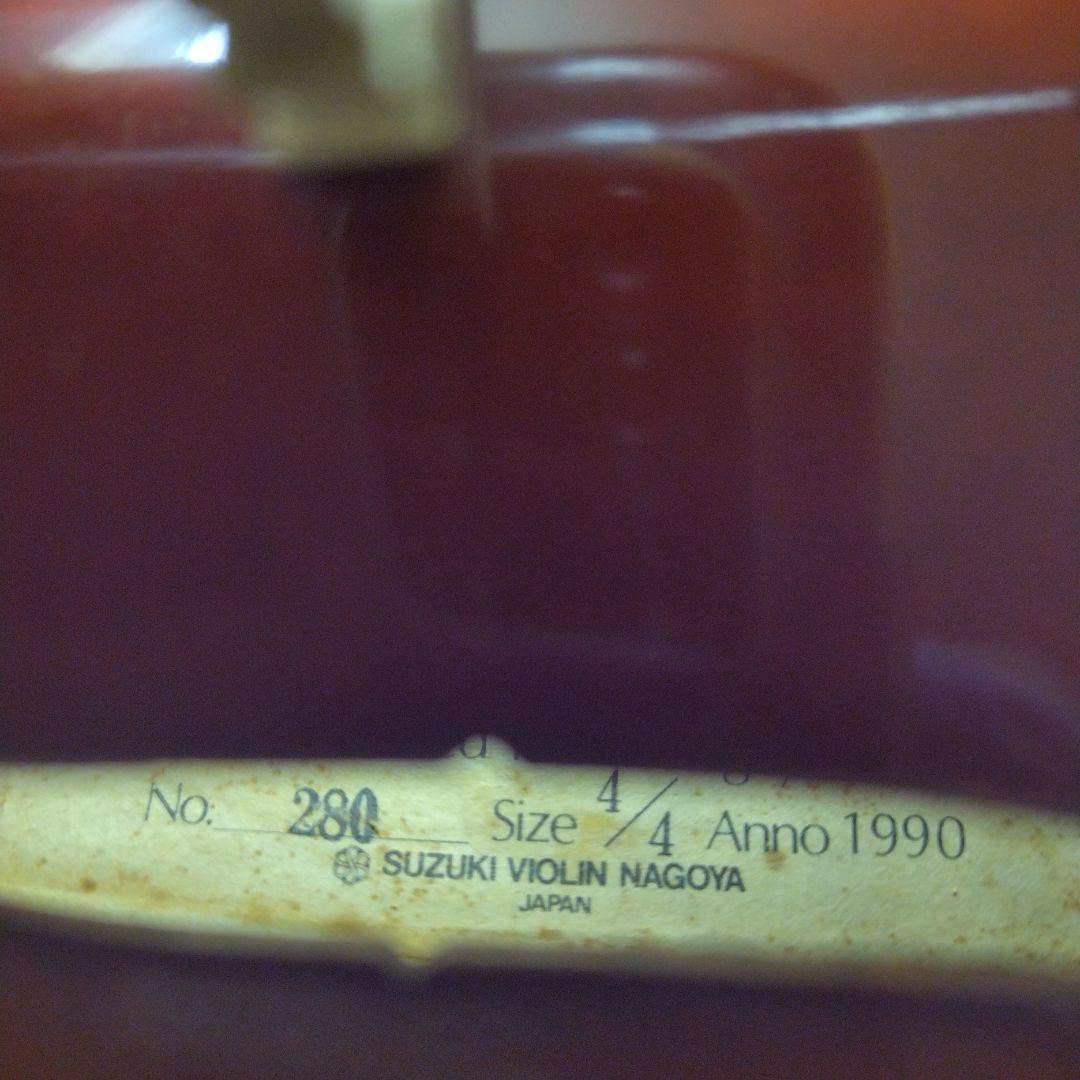 No: 280 Size 4/4 Anno 1990
SUZUKI VIOLIN NAGOYA
JAPAN